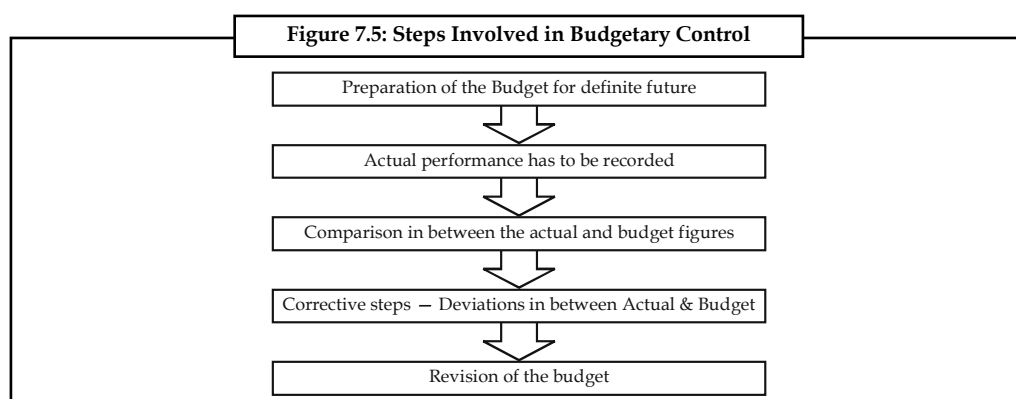 Figure 7.5: Steps Involved in Budgetary Control
Preparation of the Budget for definite future
Actual performance has to be recorded
Comparison in between the actual and budget figures
Corrective steps — Deviations in between Actual & Budget
Revision of the budget